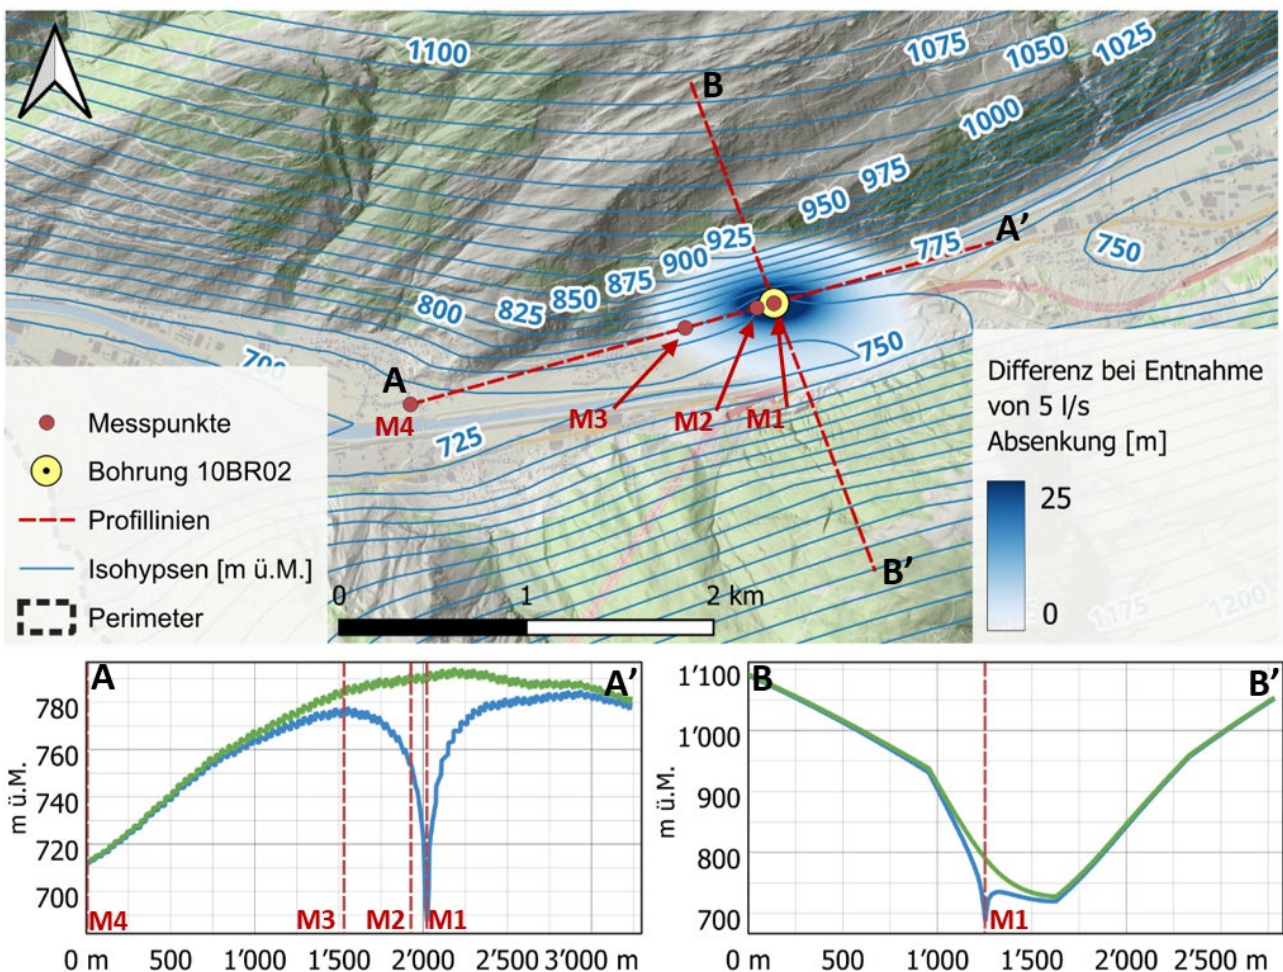 1100
1075
1050
1025
1000
B
975
950
925
900
875
850
825
800
A'
775
750
750
700
A
M4
M3
M2
M1
725
B'
Messpunkte
Bohrung 10BR02
Profillinien
Isohypsen [m ü.M.]
Perimeter
0 1 2 km
Differenz bei Entnahme
von 5 l/s
Absenkung [m]
25
0
1175
1200
A A'
780
760
740
720
700
m ü.M.
M4 M3 M2 M1
0 m 500 1'000 1'500 2'000 2'500 3'000 m
B B'
1'100
1'000
900
800
700
m ü.M.
M1
0 m 500 1'000 1'500 2'000 2'500 m